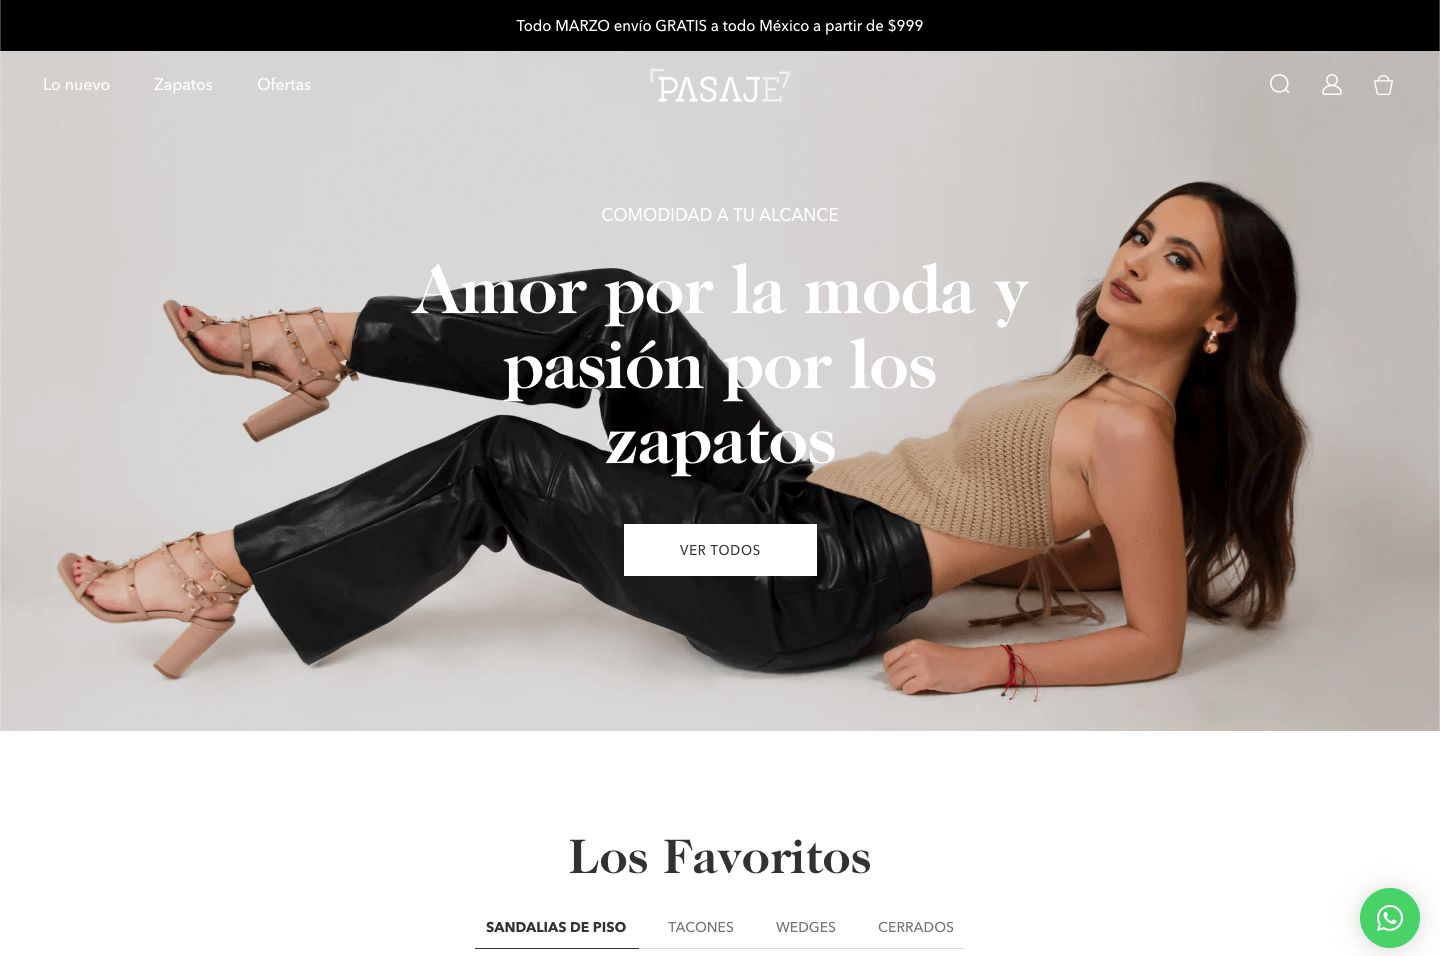 Todo MARZO envío GRATIS a todo México a partir de $999
Lo nuevo
Zapatos
Ofertas
PASAJE7
COMODIDAD A TU ALCANCE
Amor por la moda y
pasión por los
zapatos
VER TODOS
Los Favoritos
SANDALIAS DE PISO
TACONES
WEDGES
CERRADOS